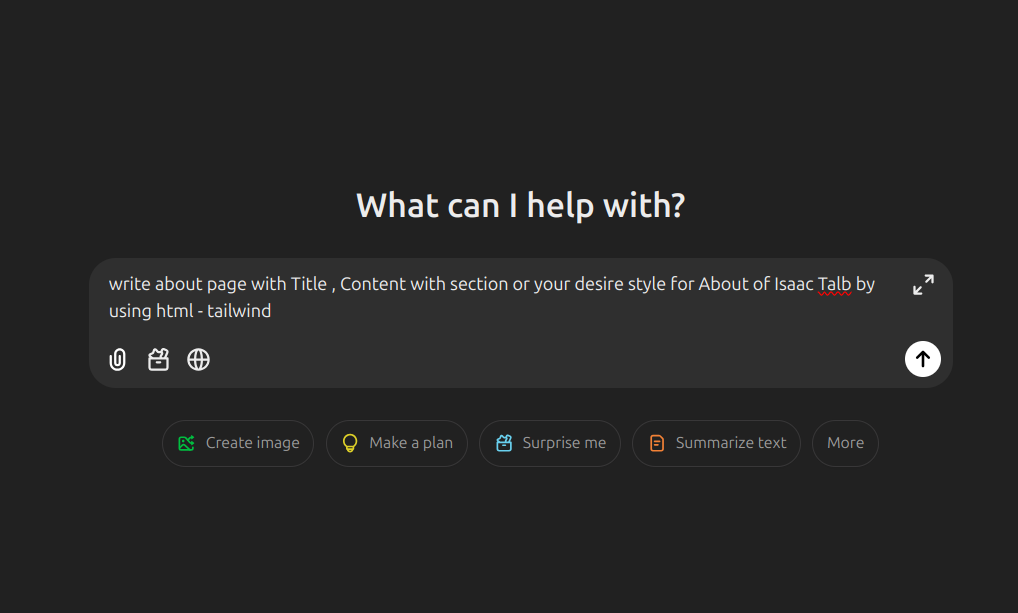 What can I help with?
write about page with Title , Content with section or your desire style for About of Isaac Talb by
using html - tailwind
Create image
Make a plan
Surprise me
Summarize text
More